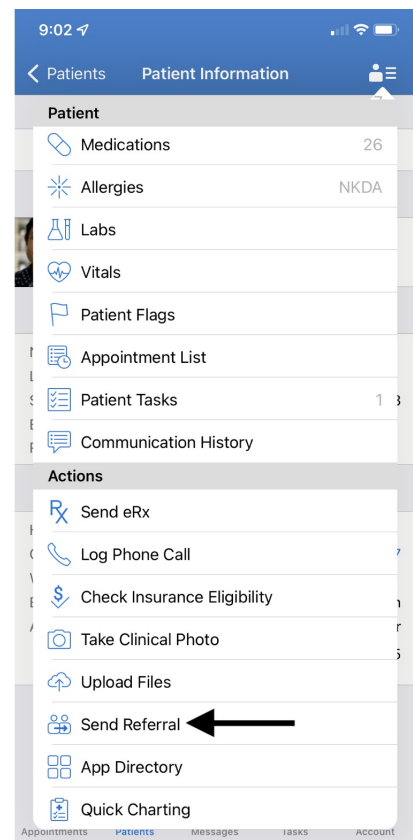 9:02
Patients Patient Information
Patient
Medications 26
Allergies NKDA
Labs
Vitals
Patient Flags
Appointment List
Patient Tasks 1
Communication History
Actions
Rx Send eRx
Log Phone Call
$ Check Insurance Eligibility
Take Clinical Photo
Upload Files
Send Referral
App Directory
Quick Charting
Appointments Patients Messages Tasks Account